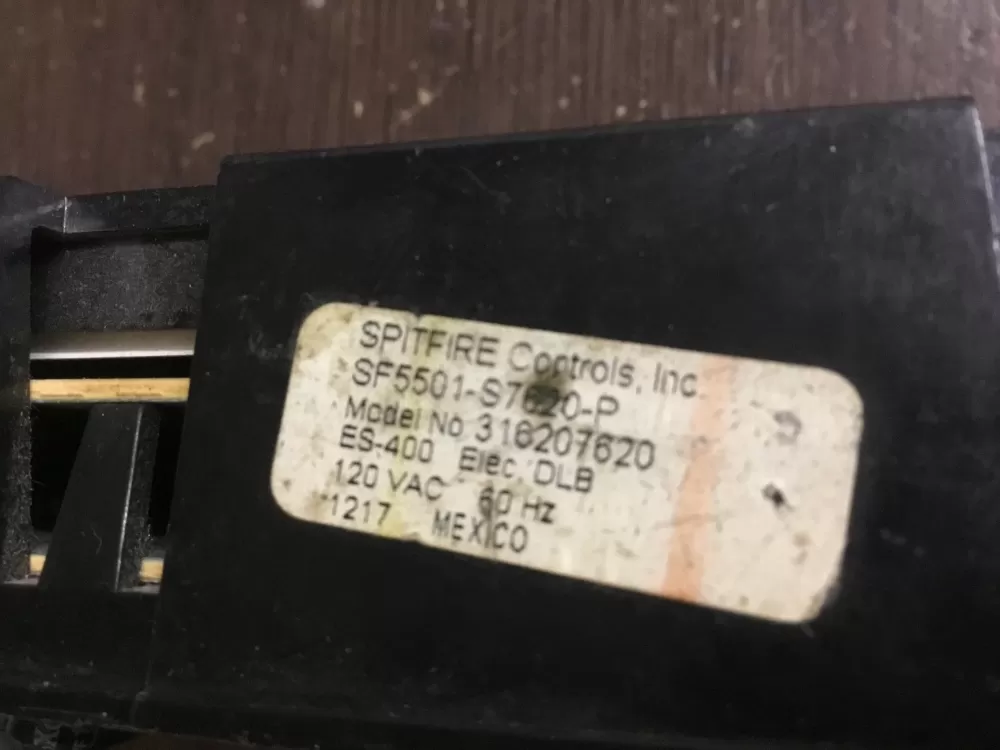 SPITFIRE Controls, Inc.
SF5501-S7620-P
Model No 316207620
ES-400 Elec. DLB
120 VAC 60 Hz
1217 MEXICO